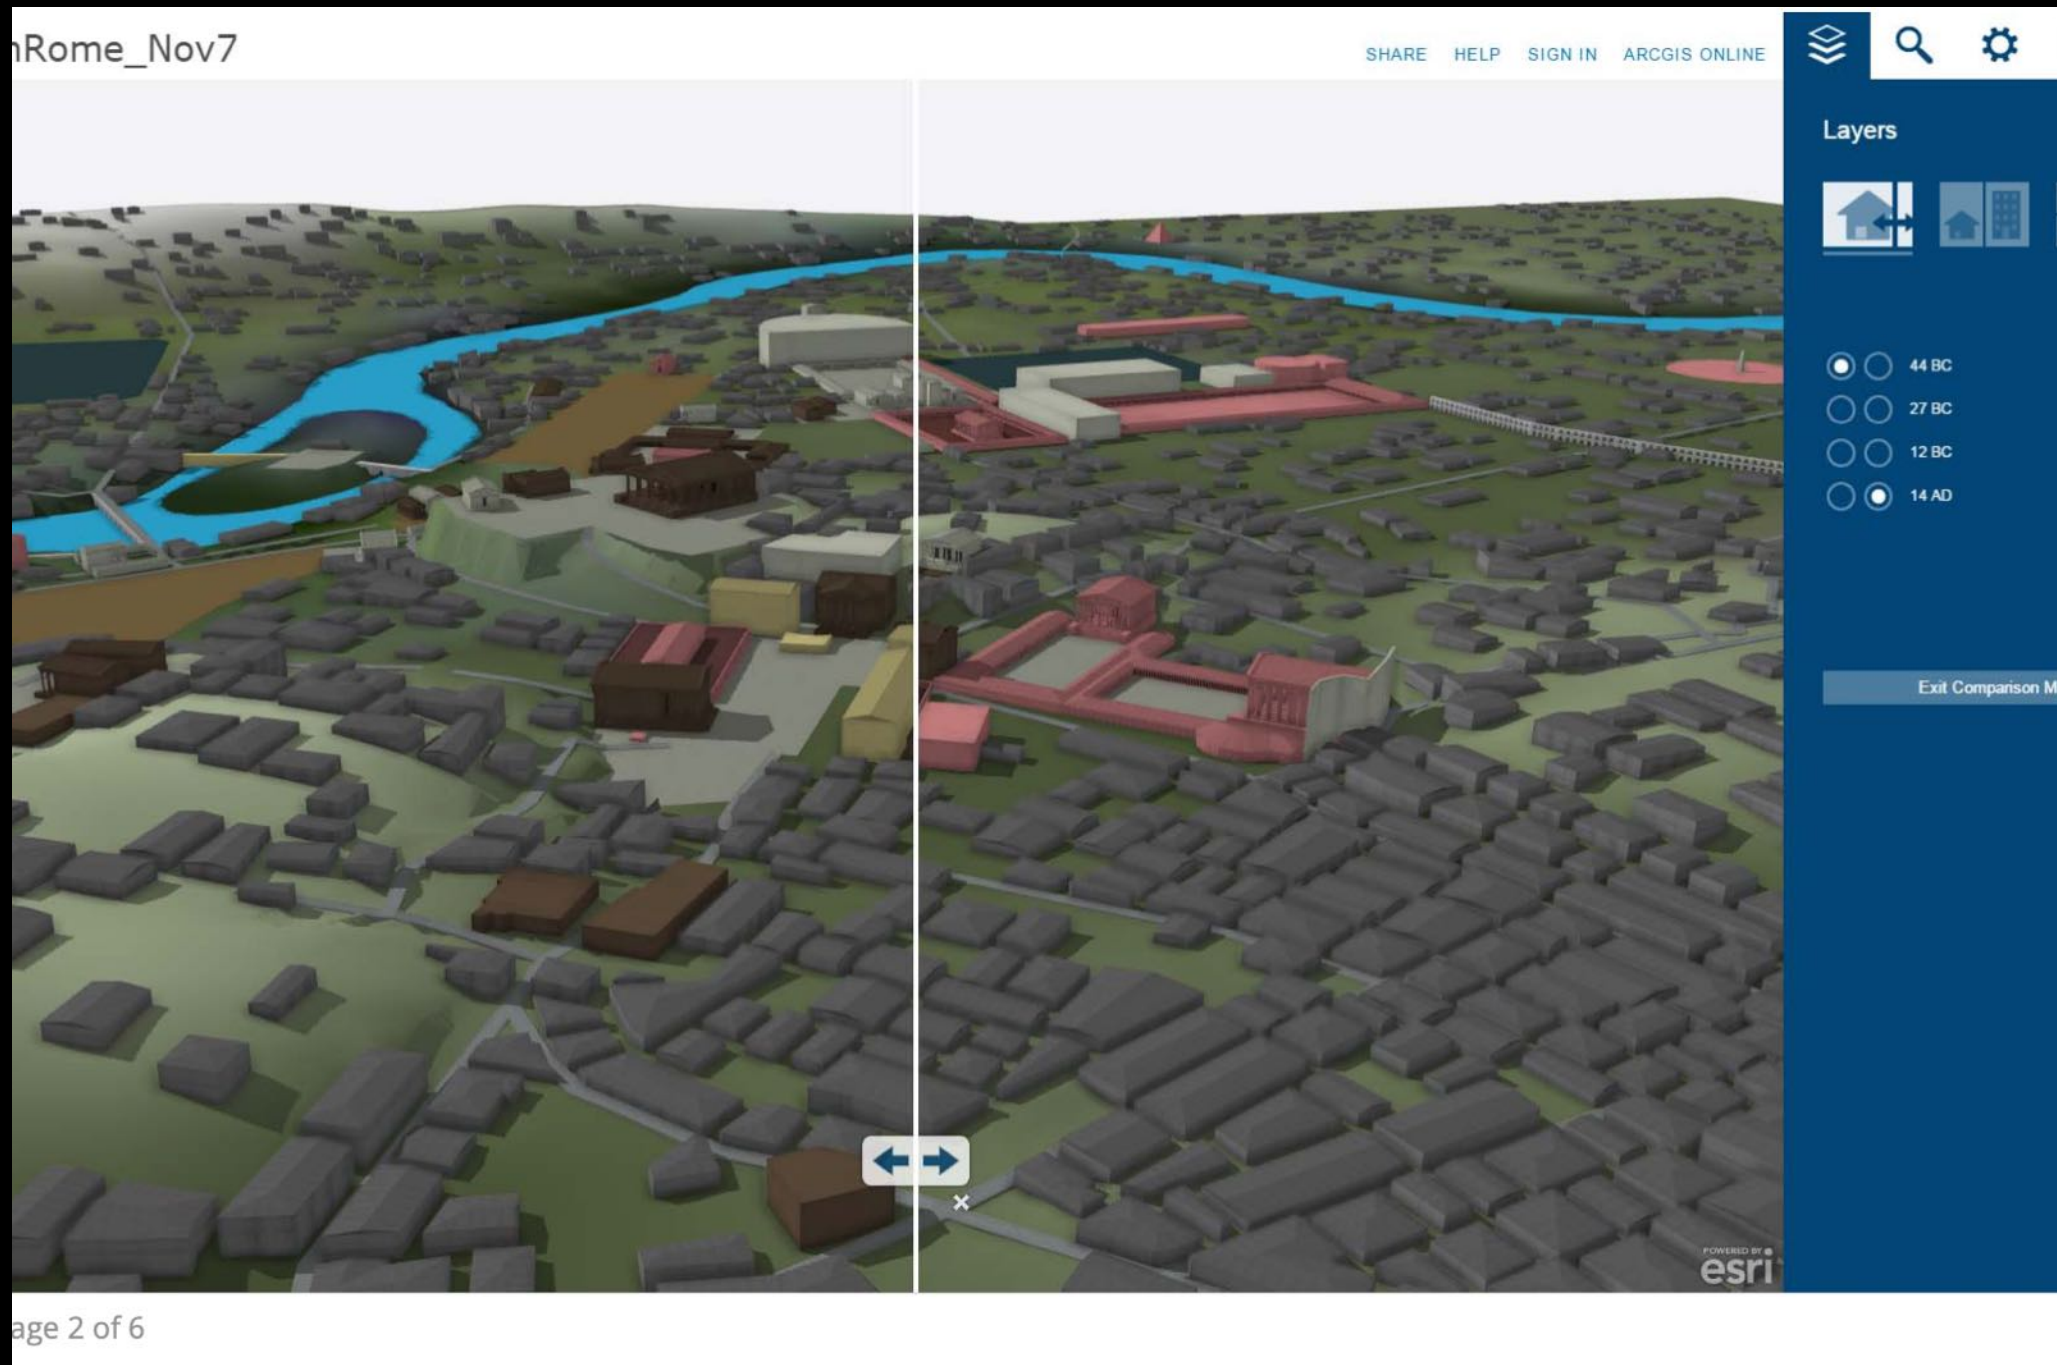 nRome_Nov7
SHARE HELP SIGN IN ARCGIS ONLINE
Layers
44 BC
27 BC
12 BC
14 AD
Exit Comparison M
POWERED BY
esri
age 2 of 6